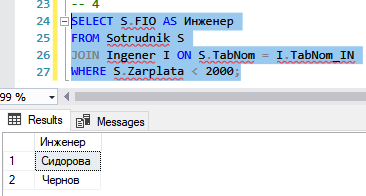 23 -- 4
24 SELECT S.FIO AS Инженер
25 FROM Sotrudnik S
26 JOIN Ingener I ON S.TabNom = I.TabNom_IN
27 WHERE S.Zarplata < 2000;
99 %
Results Messages
Инженер
1 Сидорова
2 Чернов